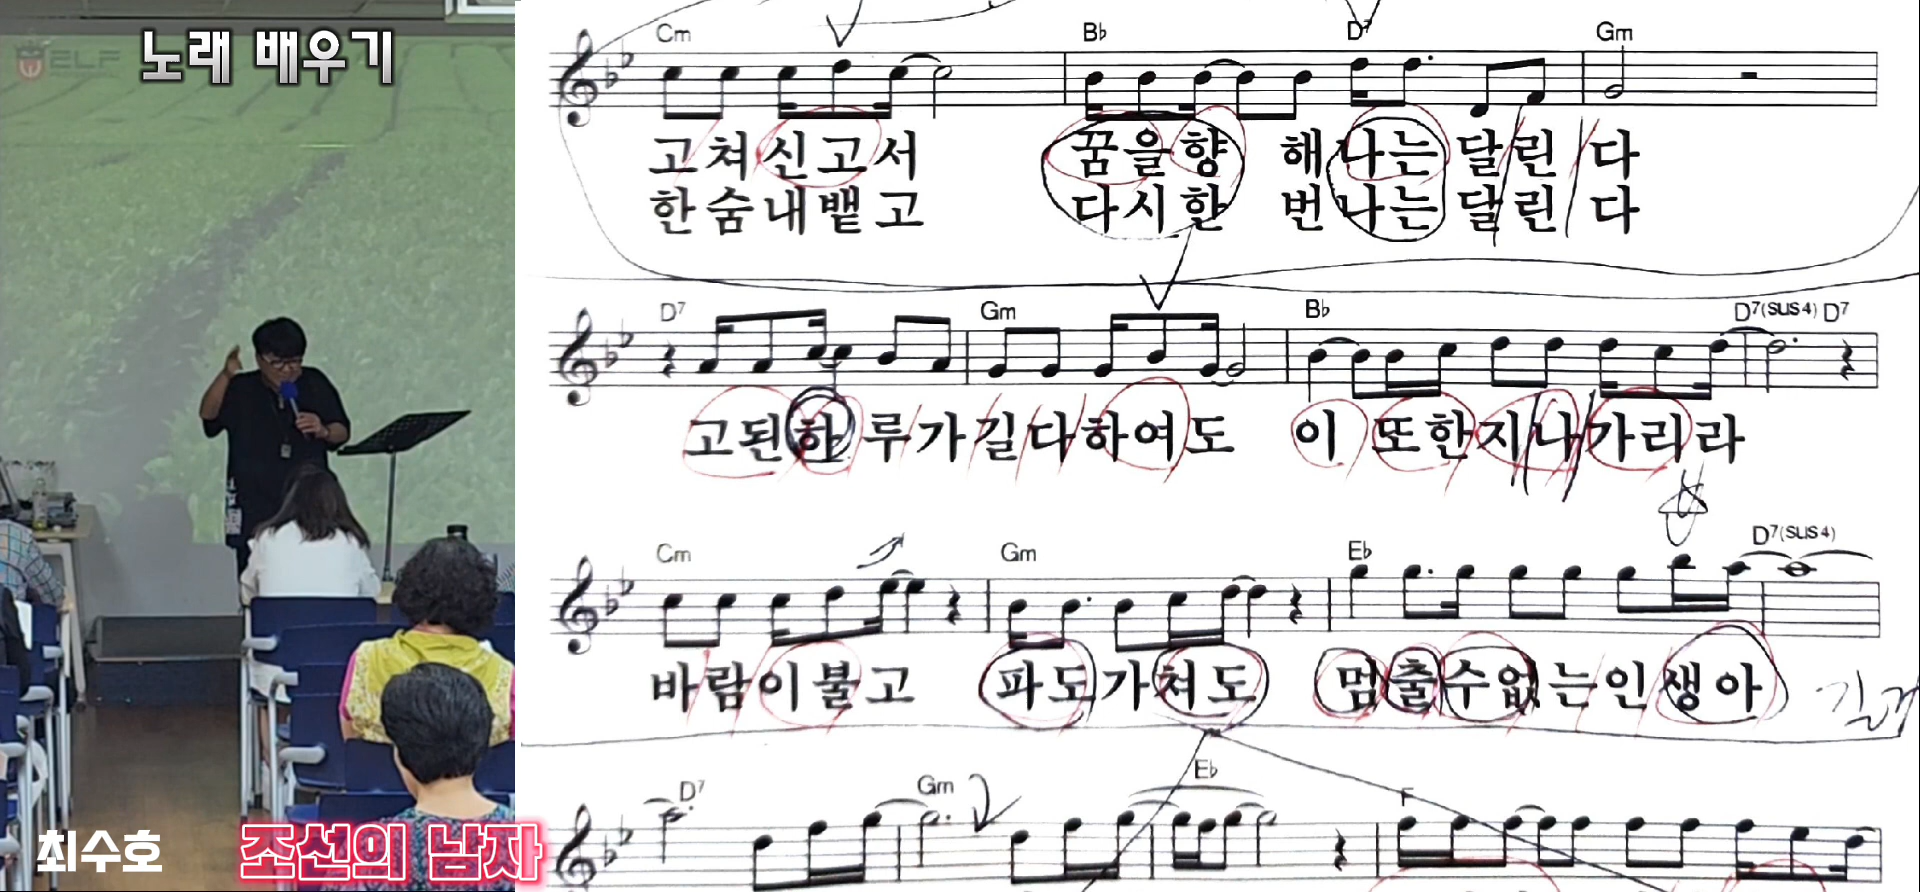 노래 배우기
ELF
최수호
조선의 남자
Cm B♭ D7 Gm
고쳐신고서 꿈을향 해나는달린다
한숨내뱉고 다시한 번나는달린다
D7 Gm B♭ D7(sus4) D7
고된하루가길다하여도 이또한지나가리라
Cm Gm E♭ D7(sus4)
바람이불고 파도가쳐도 멈출수없는인생아
D7 Gm E♭ F